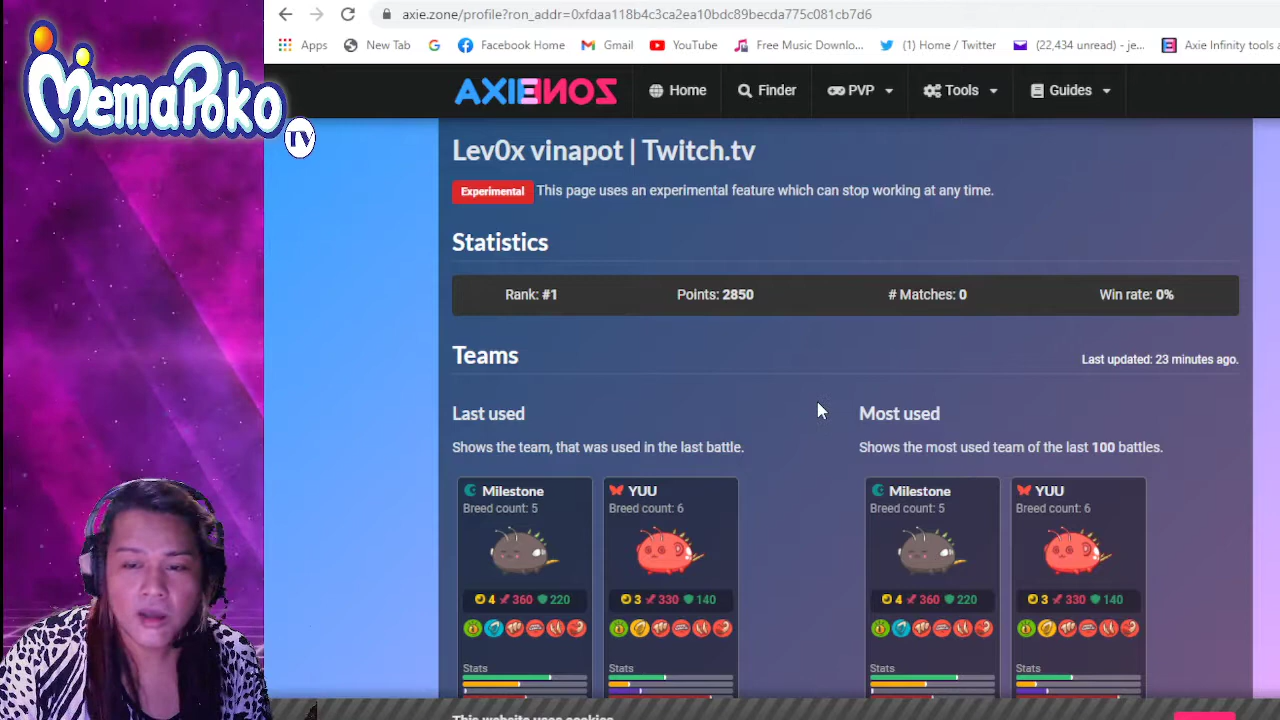 axie.zone/profile?ron_addr=0xfdaa118b4c3ca2ea10bdc89becda775c081cb7d6
Apps New Tab Facebook Home Gmail YouTube Free Music Downlo... (1) Home / Twitter (22,434 unread) - je... Axie Infinity tools a
MemaPoko
TV
AXIE ZONE Home Finder PVP Tools Guides
Lev0x vinapot | Twitch.tv
Experimental This page uses an experimental feature which can stop working at any time.
Statistics
Rank: #1 Points: 2850 # Matches: 0 Win rate: 0%
Teams
Last updated: 23 minutes ago.
Last used
Shows the team, that was used in the last battle.
Milestone YUU
Breed count: 5 Breed count: 6
4 360 220 3 330 140
Stats Stats
Most used
Shows the most used team of the last 100 battles.
Milestone YUU
Breed count: 5 Breed count: 6
4 360 220 3 330 140
Stats Stats
This website uses cookies